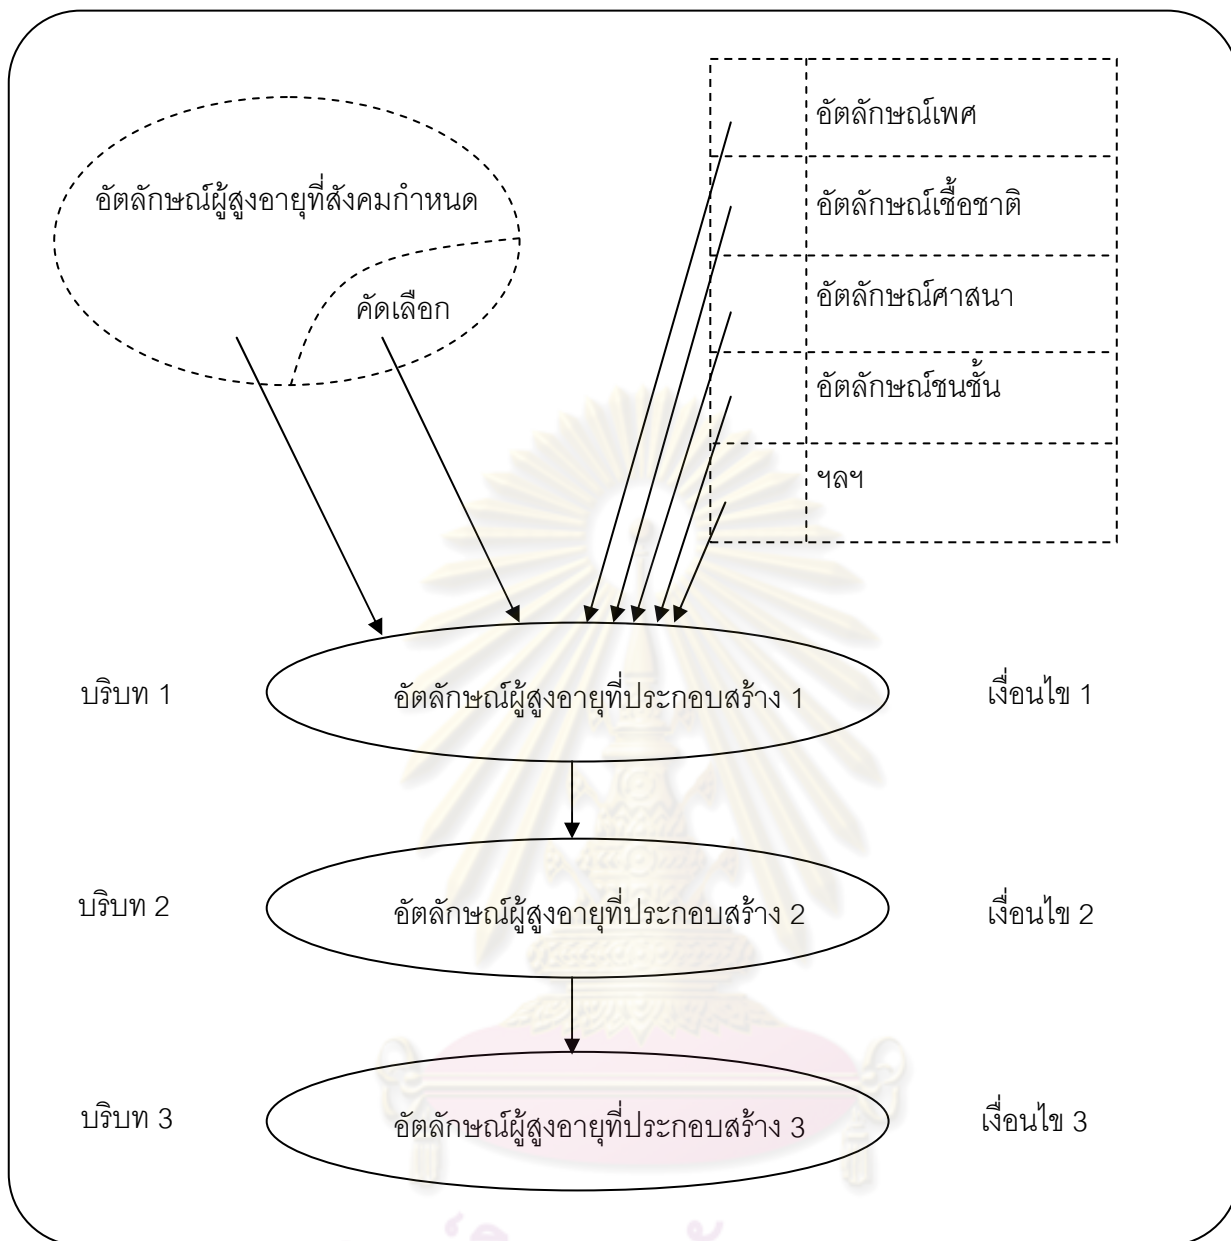 อัตลักษณ์เพศ
อัตลักษณ์ผู้สูงอายุที่สังคมกำหนด
อัตลักษณ์เชื้อชาติ
คัดเลือก
อัตลักษณ์ศาสนา
อัตลักษณ์ชนชั้น
ฯลฯ
บริบท 1
อัตลักษณ์ผู้สูงอายุที่ประกอบสร้าง 1
เงื่อนไข 1
บริบท 2
อัตลักษณ์ผู้สูงอายุที่ประกอบสร้าง 2
เงื่อนไข 2
บริบท 3
อัตลักษณ์ผู้สูงอายุที่ประกอบสร้าง 3
เงื่อนไข 3